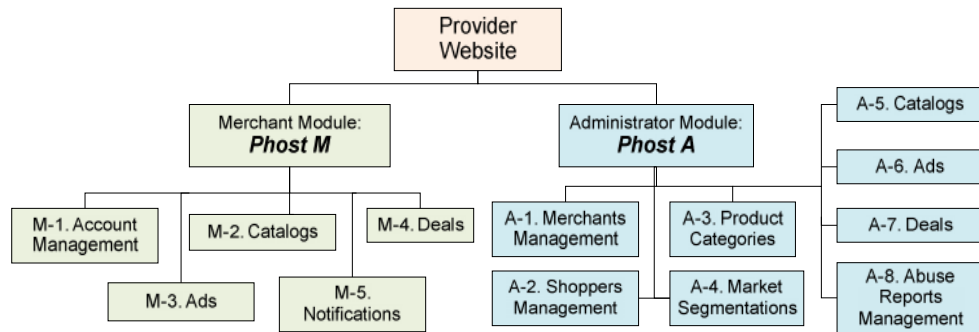 Provider
Website
Merchant Module:
Phost M
Administrator Module:
Phost A
M-1. Account
Management
M-2. Catalogs
M-4. Deals
M-3. Ads
M-5.
Notifications
A-1. Merchants
Management
A-3. Product
Categories
A-2. Shoppers
Management
A-4. Market
Segmentations
A-5. Catalogs
A-6. Ads
A-7. Deals
A-8. Abuse
Reports
Management